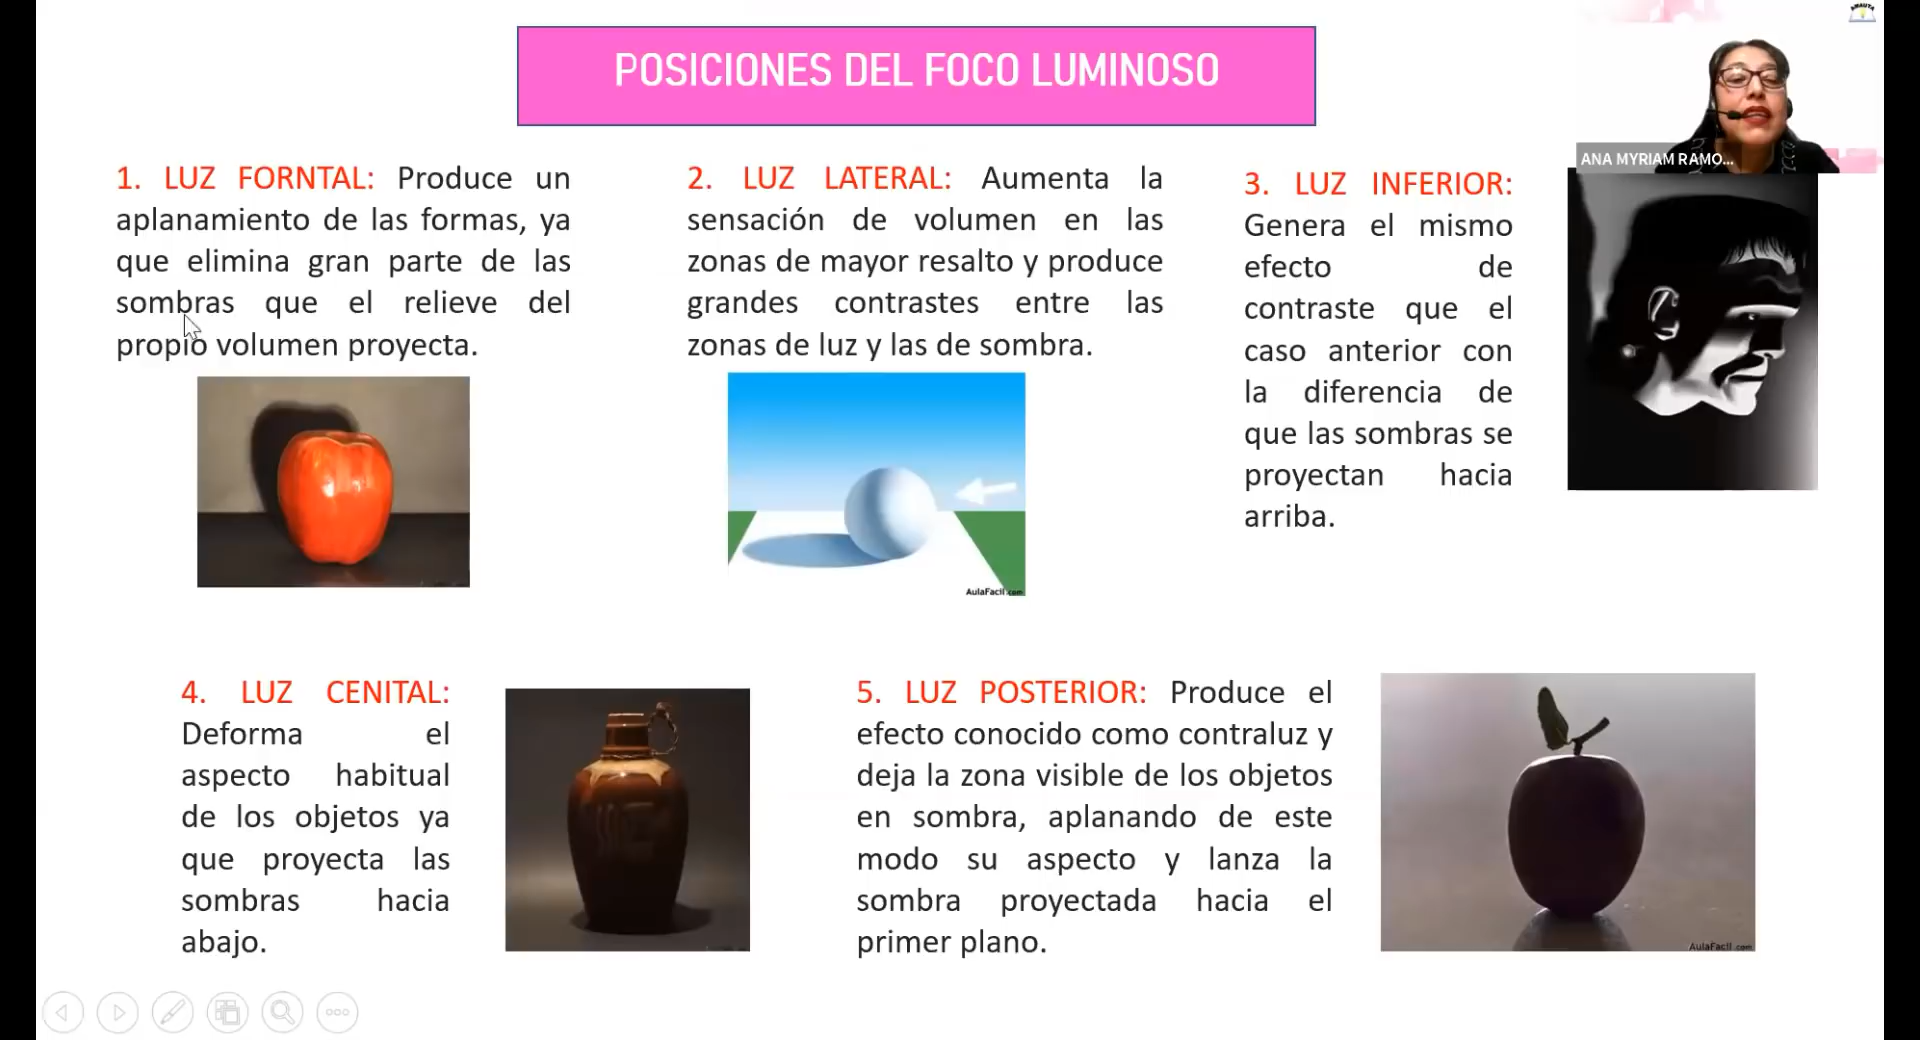 POSICIONES DEL FOCO LUMINOSO
AMAUTA
ANA MYRIAM RAMO...
1. LUZ FORNTAL: Produce un
aplanamiento de las formas, ya
que elimina gran parte de las
sombras que el relieve del
propio volumen proyecta.
2. LUZ LATERAL: Aumenta la
sensación de volumen en las
zonas de mayor resalto y produce
grandes contrastes entre las
zonas de luz y las de sombra.
AulaFacil.com
3. LUZ INFERIOR:
Genera el mismo
efecto de
contraste que el
caso anterior con
la diferencia de
que las sombras se
proyectan hacia
arriba.
4. LUZ CENITAL:
Deforma el
aspecto habitual
de los objetos ya
que proyecta las
sombras hacia
abajo.
5. LUZ POSTERIOR: Produce el
efecto conocido como contraluz y
deja la zona visible de los objetos
en sombra, aplanando de este
modo su aspecto y lanza la
sombra proyectada hacia el
primer plano.
AulaFacil.com